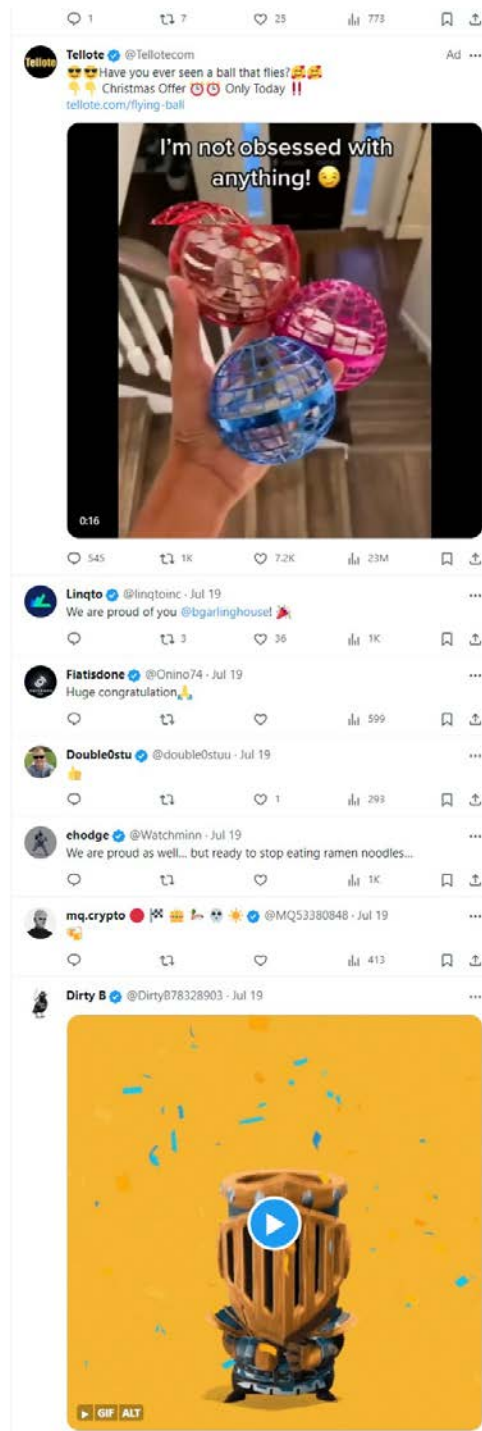 1 7 25 773
Tellote @Tellotecom Ad
Tellote
😎😎Have you ever seen a ball that flies?🥰🥰
👇👇 Christmas Offer ⏰⏰ Only Today ‼️
tellote.com/flying-ball
I'm not obsessed with
anything! 😉
0:16
545 1K 7.2K 23M
Linqto @linqtoinc · Jul 19
We are proud of you @bgarlinghouse! 🎉
3 36 1K
Fiatisdone @Onino74 · Jul 19
Huge congratulation🙏
599
Double0stu @double0stuu · Jul 19
👍
1 293
ehodge @Watchminn · Jul 19
We are proud as well... but ready to stop eating ramen noodles...
1K
mq.crypto @MQ53380848 · Jul 19
413
Dirty B @DirtyB78328903 · Jul 19
GIF ALT